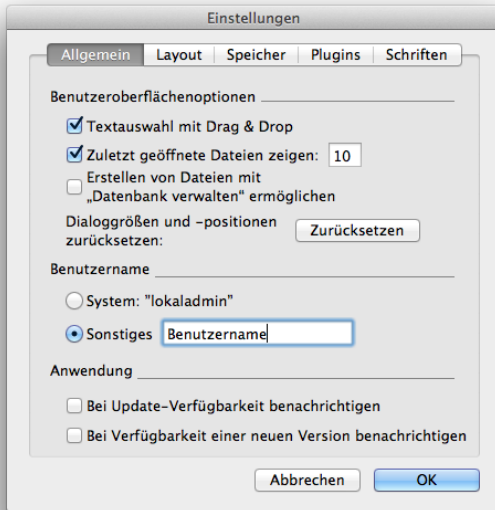 Einstellungen
Allgemein Layout Speicher Plugins Schriften
Benutzeroberflächenoptionen
Textauswahl mit Drag & Drop
Zuletzt geöffnete Dateien zeigen: 10
Erstellen von Dateien mit
„Datenbank verwalten“ ermöglichen
Dialoggrößen und -positionen
zurücksetzen:
Zurücksetzen
Benutzername
System: "lokaladmin"
Sonstiges Benutzername
Anwendung
Bei Update-Verfügbarkeit benachrichtigen
Bei Verfügbarkeit einer neuen Version benachrichtigen
Abbrechen OK